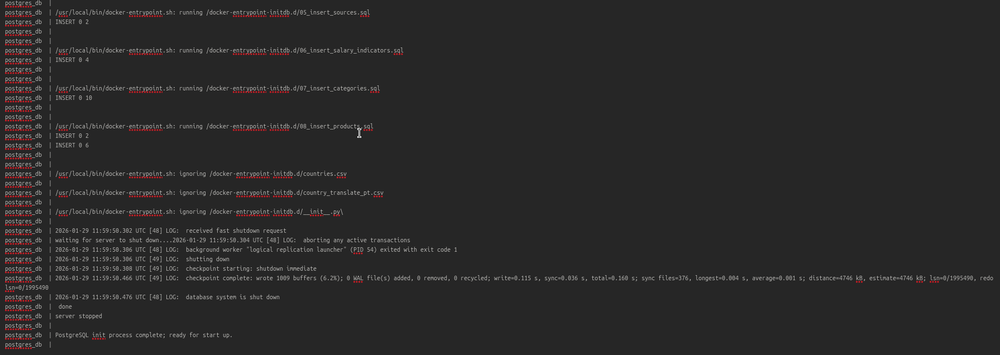 postgres_db  |
postgres_db  | /usr/local/bin/docker-entrypoint.sh: running /docker-entrypoint-initdb.d/05_insert_sources.sql
postgres_db  | INSERT 0 2
postgres_db  |
postgres_db  |
postgres_db  | /usr/local/bin/docker-entrypoint.sh: running /docker-entrypoint-initdb.d/06_insert_salary_indicators.sql
postgres_db  | INSERT 0 4
postgres_db  |
postgres_db  |
postgres_db  | /usr/local/bin/docker-entrypoint.sh: running /docker-entrypoint-initdb.d/07_insert_categories.sql
postgres_db  | INSERT 0 10
postgres_db  |
postgres_db  |
postgres_db  | /usr/local/bin/docker-entrypoint.sh: running /docker-entrypoint-initdb.d/08_insert_products.sql
postgres_db  | INSERT 0 2
postgres_db  | INSERT 0 6
postgres_db  |
postgres_db  |
postgres_db  | /usr/local/bin/docker-entrypoint.sh: ignoring /docker-entrypoint-initdb.d/countries.csv
postgres_db  |
postgres_db  | /usr/local/bin/docker-entrypoint.sh: ignoring /docker-entrypoint-initdb.d/country_translate_pt.csv
postgres_db  |
postgres_db  | /usr/local/bin/docker-entrypoint.sh: ignoring /docker-entrypoint-initdb.d/__init__.py\
postgres_db  |
postgres_db  | 2026-01-29 11:59:50.302 UTC [48] LOG:  received fast shutdown request
postgres_db  | waiting for server to shut down....2026-01-29 11:59:50.304 UTC [48] LOG:  aborting any active transactions
postgres_db  | 2026-01-29 11:59:50.306 UTC [48] LOG:  background worker "logical replication launcher" (PID 54) exited with exit code 1
postgres_db  | 2026-01-29 11:59:50.306 UTC [49] LOG:  shutting down
postgres_db  | 2026-01-29 11:59:50.308 UTC [49] LOG:  checkpoint starting: shutdown immediate
postgres_db  | 2026-01-29 11:59:50.466 UTC [49] LOG:  checkpoint complete: wrote 1009 buffers (6.2%); 0 WAL file(s) added, 0 removed, 0 recycled; write=0.115 s, sync=0.036 s, total=0.160 s; sync files=376, longest=0.004 s, average=0.001 s; distance=4746 kB, estimate=4746 kB; lsn=0/1995490, redo
lsn=0/1995490
postgres_db  | 2026-01-29 11:59:50.476 UTC [48] LOG:  database system is shut down
postgres_db  |  done
postgres_db  | server stopped
postgres_db  |
postgres_db  | PostgreSQL init process complete; ready for start up.
postgres_db  |